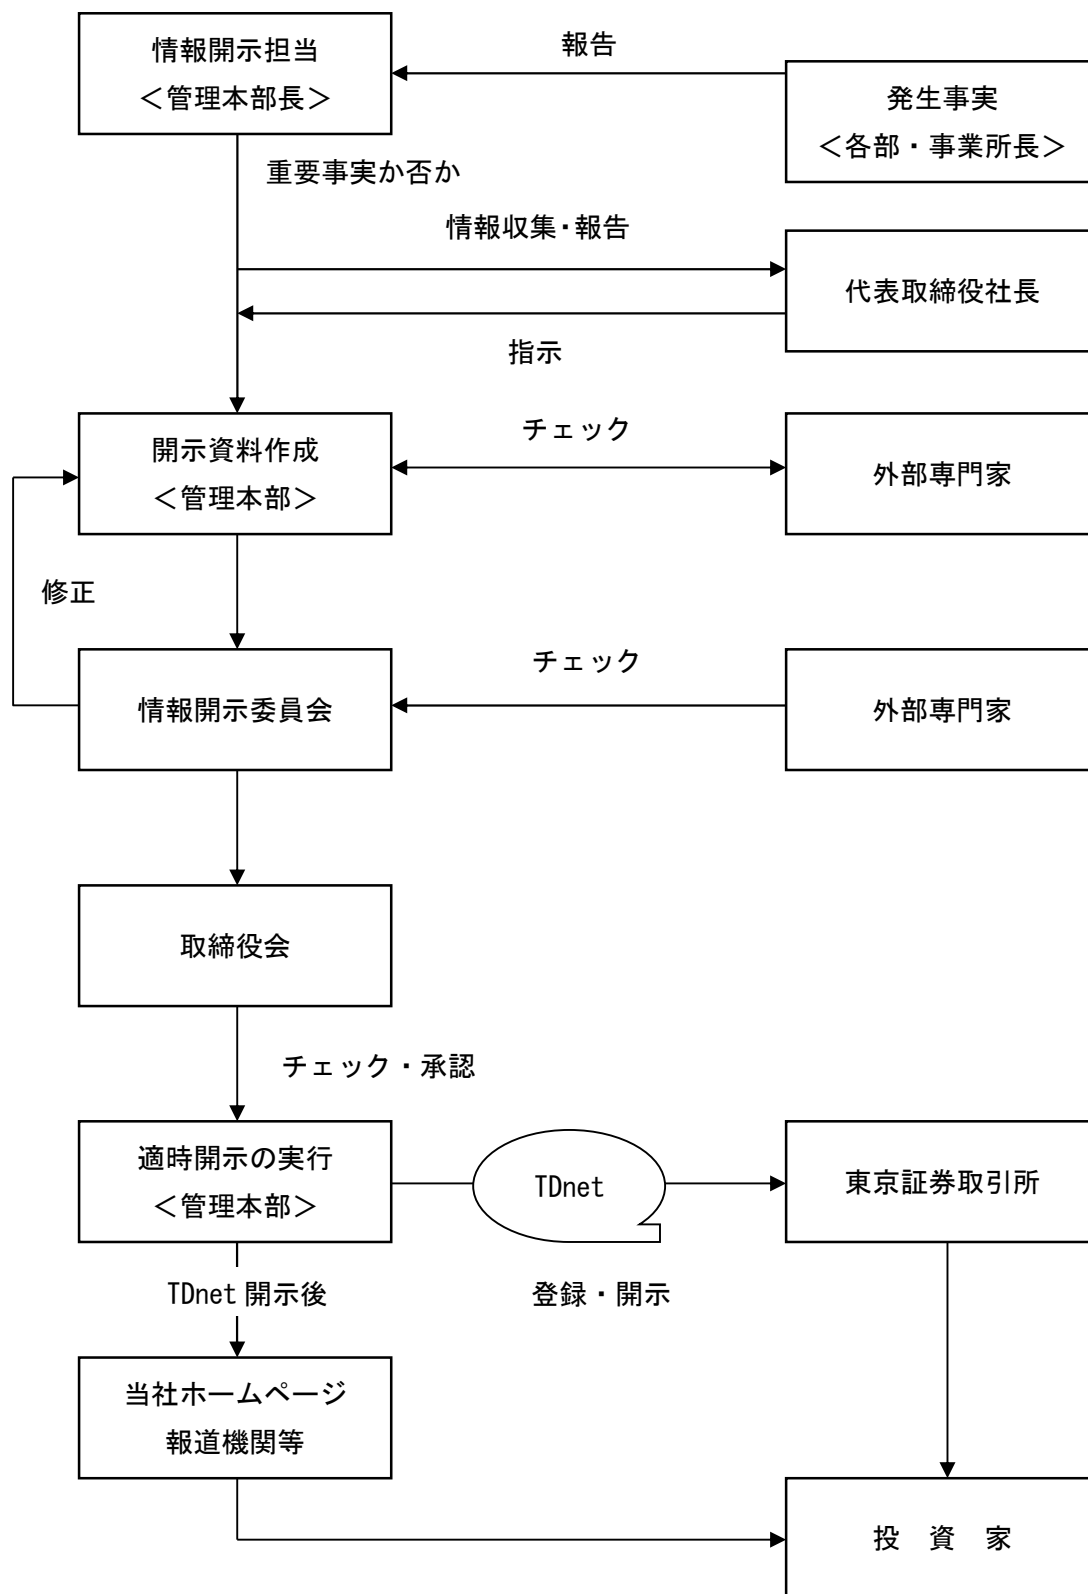 情報開示担当
＜管理本部長＞
報告
発生事実
＜各部・事業所長＞
重要事実か否か
情報収集・報告
代表取締役社長
指示
開示資料作成
＜管理本部＞
チェック
外部専門家
修正
情報開示委員会
チェック
外部専門家
取締役会
チェック・承認
適時開示の実行
＜管理本部＞
TDnet
東京証券取引所
TDnet 開示後
登録・開示
当社ホームページ
報道機関等
投　資　家